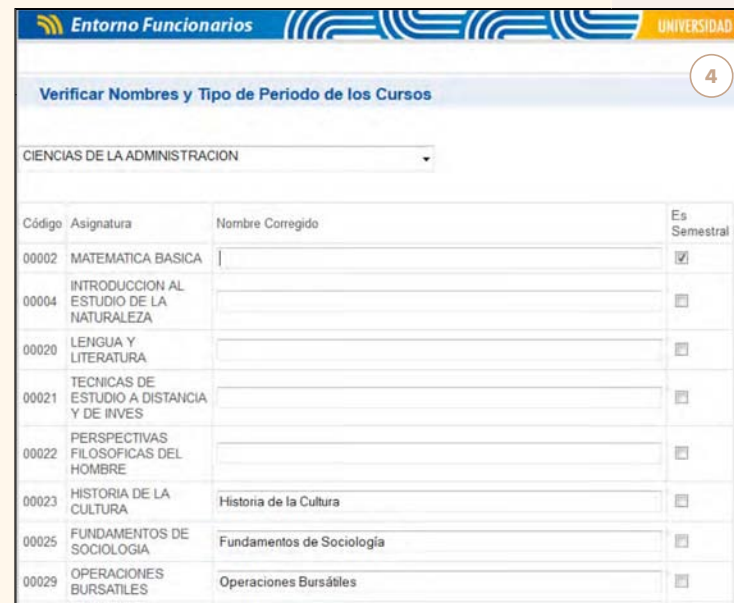 Entorno Funcionarios
UNIVERSIDAD
4
Verificar Nombres y Tipo de Periodo de los Cursos
CIENCIAS DE LA ADMINISTRACION
Código Asignatura Nombre Corregido Es Semestral
00002 MATEMATICA BASICA
00004 INTRODUCCION AL
ESTUDIO DE LA
NATURALEZA
00020 LENGUA Y
LITERATURA
00021 TECNICAS DE
ESTUDIO A DISTANCIA
Y DE INVES
00022 PERSPECTIVAS
FILOSOFICAS DEL
HOMBRE
00023 HISTORIA DE LA
CULTURA Historia de la Cultura
00025 FUNDAMENTOS DE
SOCIOLOGIA Fundamentos de Sociología
00029 OPERACIONES
BURSATILES Operaciones Bursátiles